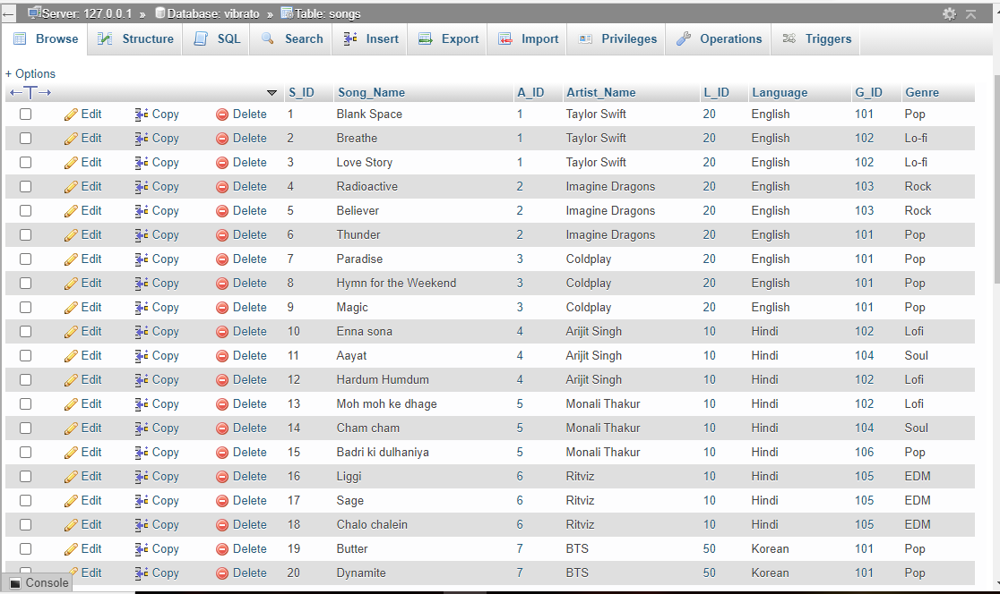 Server: 127.0.0.1 » Database: vibrato » Table: songs
Browse Structure SQL Search Insert Export Import Privileges Operations Triggers
+ Options
←T→ S_ID Song_Name A_ID Artist_Name L_ID Language G_ID Genre
Edit Copy Delete 1 Blank Space 1 Taylor Swift 20 English 101 Pop
Edit Copy Delete 2 Breathe 1 Taylor Swift 20 English 102 Lo-fi
Edit Copy Delete 3 Love Story 1 Taylor Swift 20 English 102 Lo-fi
Edit Copy Delete 4 Radioactive 2 Imagine Dragons 20 English 103 Rock
Edit Copy Delete 5 Believer 2 Imagine Dragons 20 English 103 Rock
Edit Copy Delete 6 Thunder 2 Imagine Dragons 20 English 101 Pop
Edit Copy Delete 7 Paradise 3 Coldplay 20 English 101 Pop
Edit Copy Delete 8 Hymn for the Weekend 3 Coldplay 20 English 101 Pop
Edit Copy Delete 9 Magic 3 Coldplay 20 English 101 Pop
Edit Copy Delete 10 Enna sona 4 Arijit Singh 10 Hindi 102 Lofi
Edit Copy Delete 11 Aayat 4 Arijit Singh 10 Hindi 104 Soul
Edit Copy Delete 12 Hardum Humdum 4 Arijit Singh 10 Hindi 102 Lofi
Edit Copy Delete 13 Moh moh ke dhage 5 Monali Thakur 10 Hindi 102 Lofi
Edit Copy Delete 14 Cham cham 5 Monali Thakur 10 Hindi 104 Soul
Edit Copy Delete 15 Badri ki dulhaniya 5 Monali Thakur 10 Hindi 106 Pop
Edit Copy Delete 16 Liggi 6 Ritviz 10 Hindi 105 EDM
Edit Copy Delete 17 Sage 6 Ritviz 10 Hindi 105 EDM
Edit Copy Delete 18 Chalo chalein 6 Ritviz 10 Hindi 105 EDM
Edit Copy Delete 19 Butter 7 BTS 50 Korean 101 Pop
Edit Copy Delete 20 Dynamite 7 BTS 50 Korean 101 Pop
Console